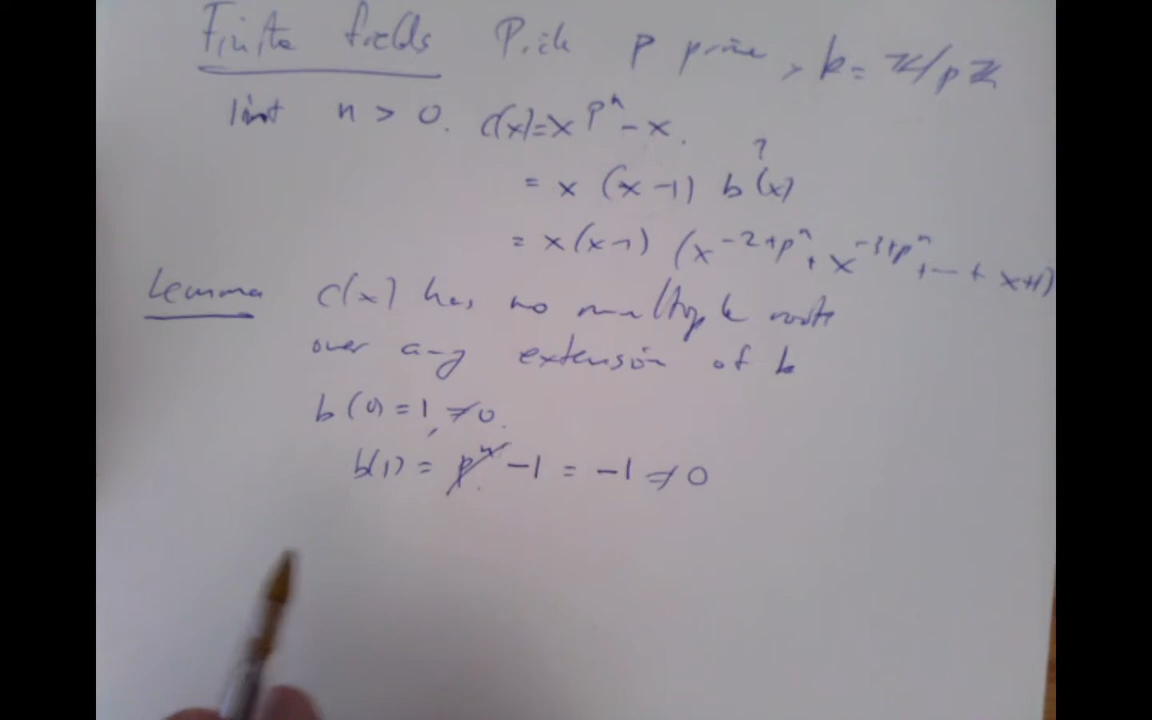 Finite fields Pick p prime, k = ℤ/pℤ
n > 0. c(x) = x^{p^n} - x.
= x (x-1) b(x) ?
= x(x-1) (x^{-2+p^n} + x^{-3+p^n} + ... + x+1)
Lemma c(x) has no multiple roots
over any extension of k
b(0) = 1, ≠ 0.
b(1) = p^n - 1 = -1 ≠ 0